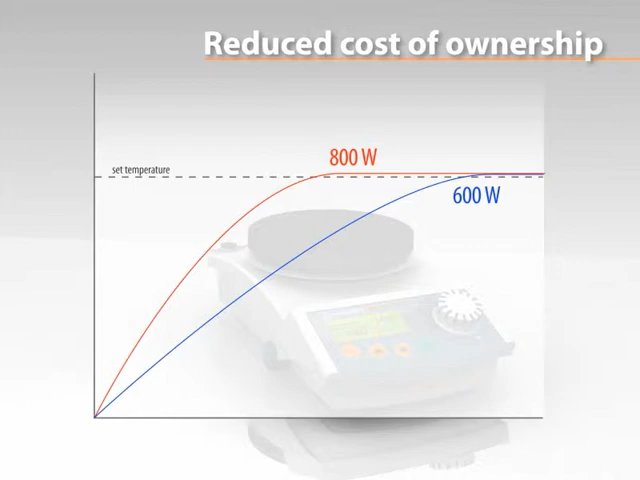 Reduced cost of ownership
800 W
set temperature
600 W